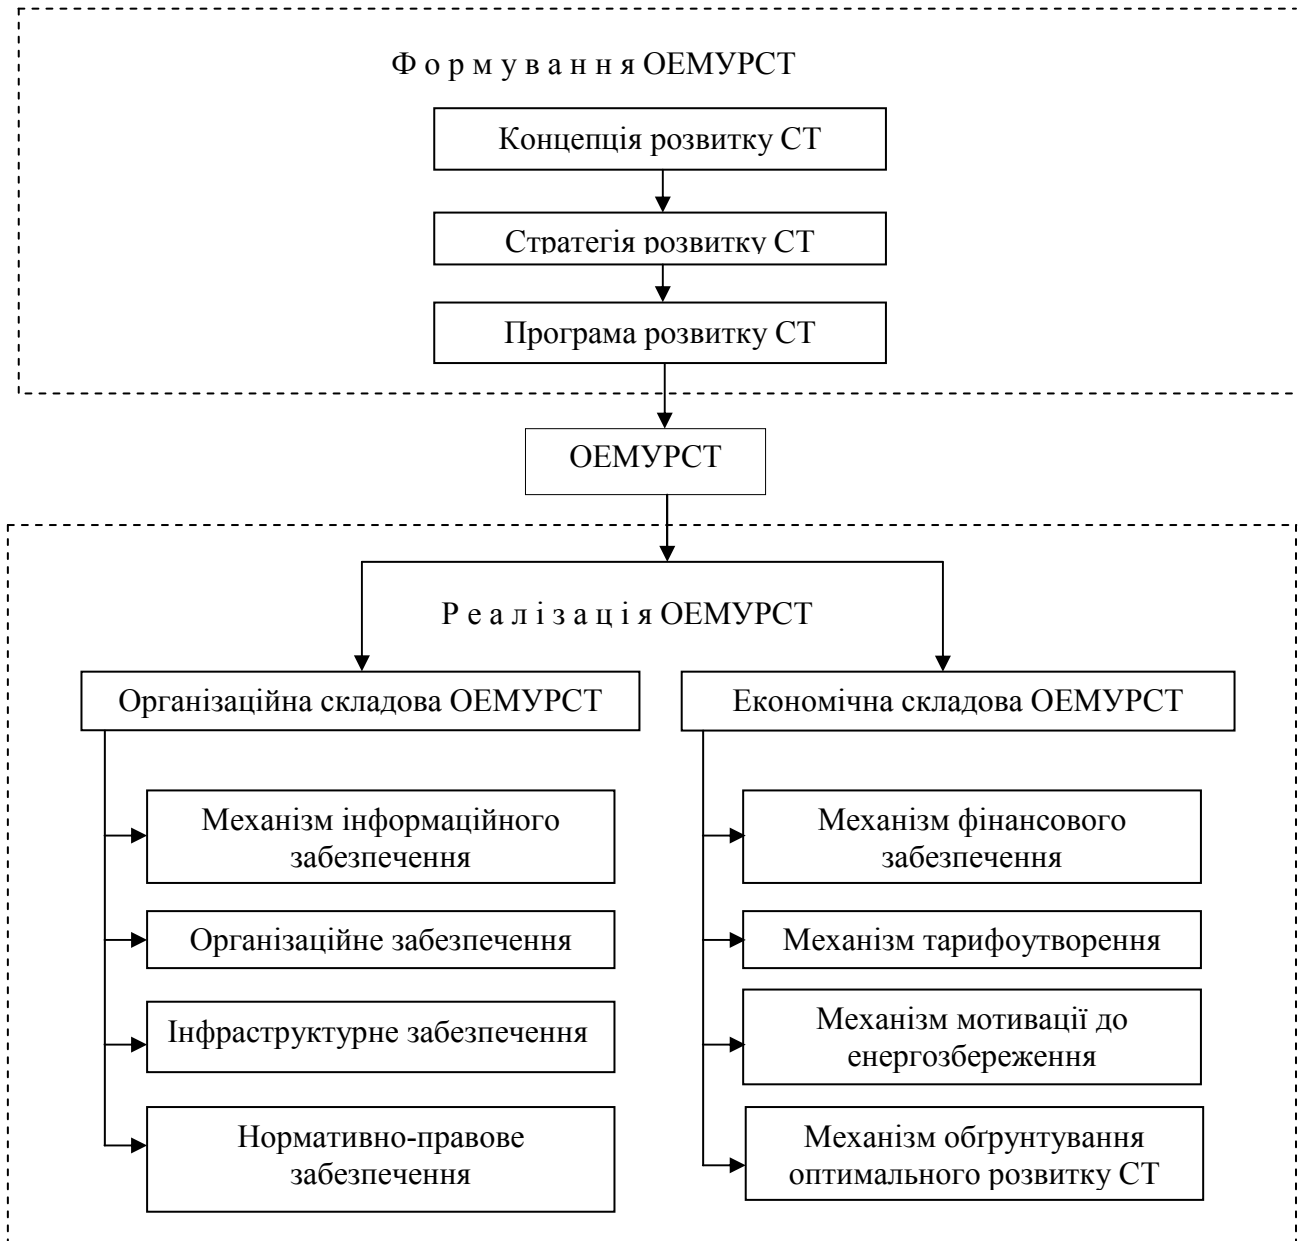 Ф о р м у в а н н я ОЕМУРСТ
Концепція розвитку СТ
Стратегія розвитку СТ
Програма розвитку СТ
ОЕМУРСТ
Р е а л і з а ц і я ОЕМУРСТ
Організаційна складова ОЕМУРСТ
Механізм інформаційного
забезпечення
Організаційне забезпечення
Інфраструктурне забезпечення
Нормативно-правове
забезпечення
Економічна складова ОЕМУРСТ
Механізм фінансового
забезпечення
Механізм тарифоутворення
Механізм мотивації до
енергозбереження
Механізм обґрунтування
оптимального розвитку СТ